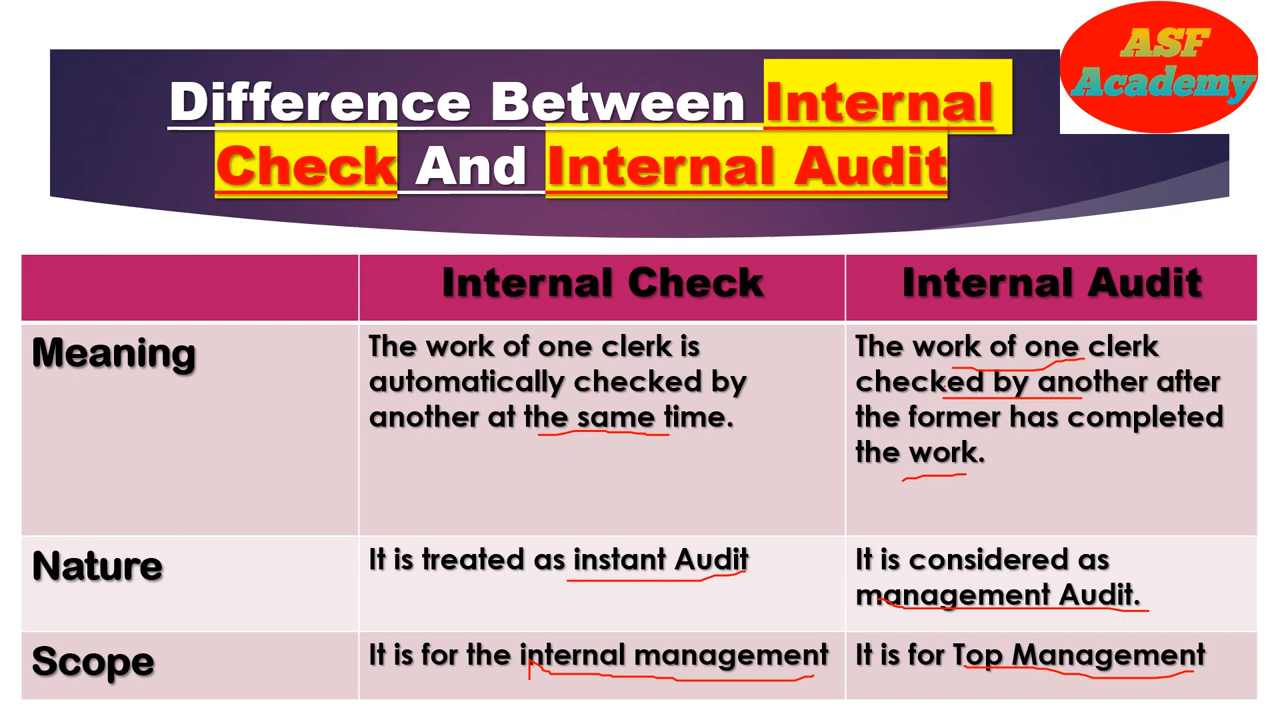 ASF
Academy
Difference Between Internal
Check And Internal Audit
Internal Check
Internal Audit
Meaning
The work of one clerk is
automatically checked by
another at the same time.
The work of one clerk
checked by another after
the former has completed
the work.
Nature
It is treated as instant Audit
It is considered as
management Audit.
Scope
It is for the internal management
It is for Top Management